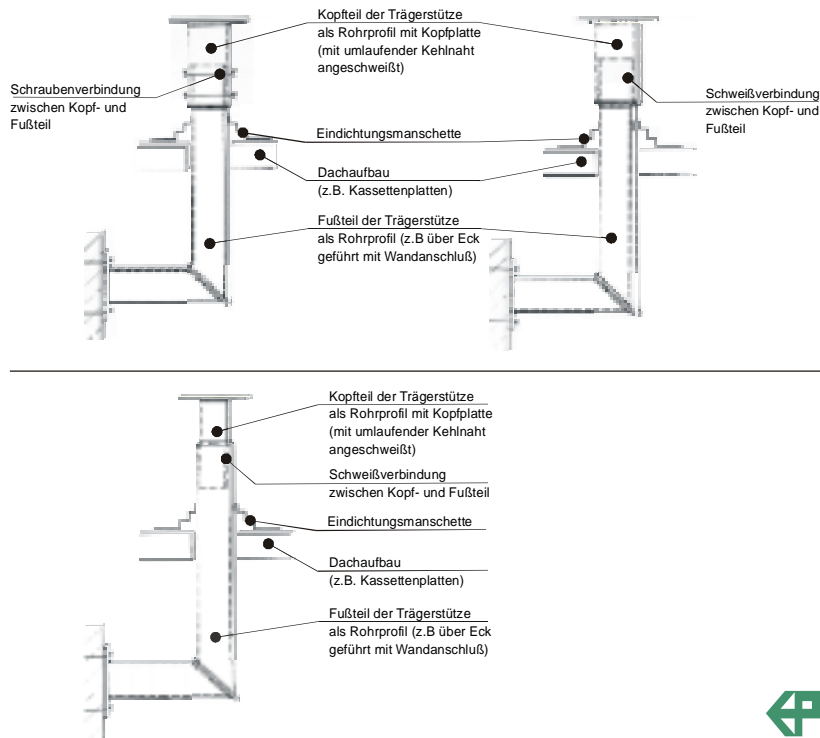 Kopfteil der Trägerstütze
als Rohrprofil mit Kopfplatte
(mit umlaufender Kehlnaht
angeschweißt)
Schraubenverbindung
zwischen Kopf- und
Fußteil
Schweißverbindung
zwischen Kopf- und
Fußteil
Eindichtungsmanschette
Dachaufbau
(z.B. Kassettenplatten)
Fußteil der Trägerstütze
als Rohrprofil (z.B über Eck
geführt mit Wandanschluß)
Kopfteil der Trägerstütze
als Rohrprofil mit Kopfplatte
(mit umlaufender Kehlnaht
angeschweißt)
Schweißverbindung
zwischen Kopf- und Fußteil
Eindichtungsmanschette
Dachaufbau
(z.B. Kassettenplatten)
Fußteil der Trägerstütze
als Rohrprofil (z.B über Eck
geführt mit Wandanschluß)